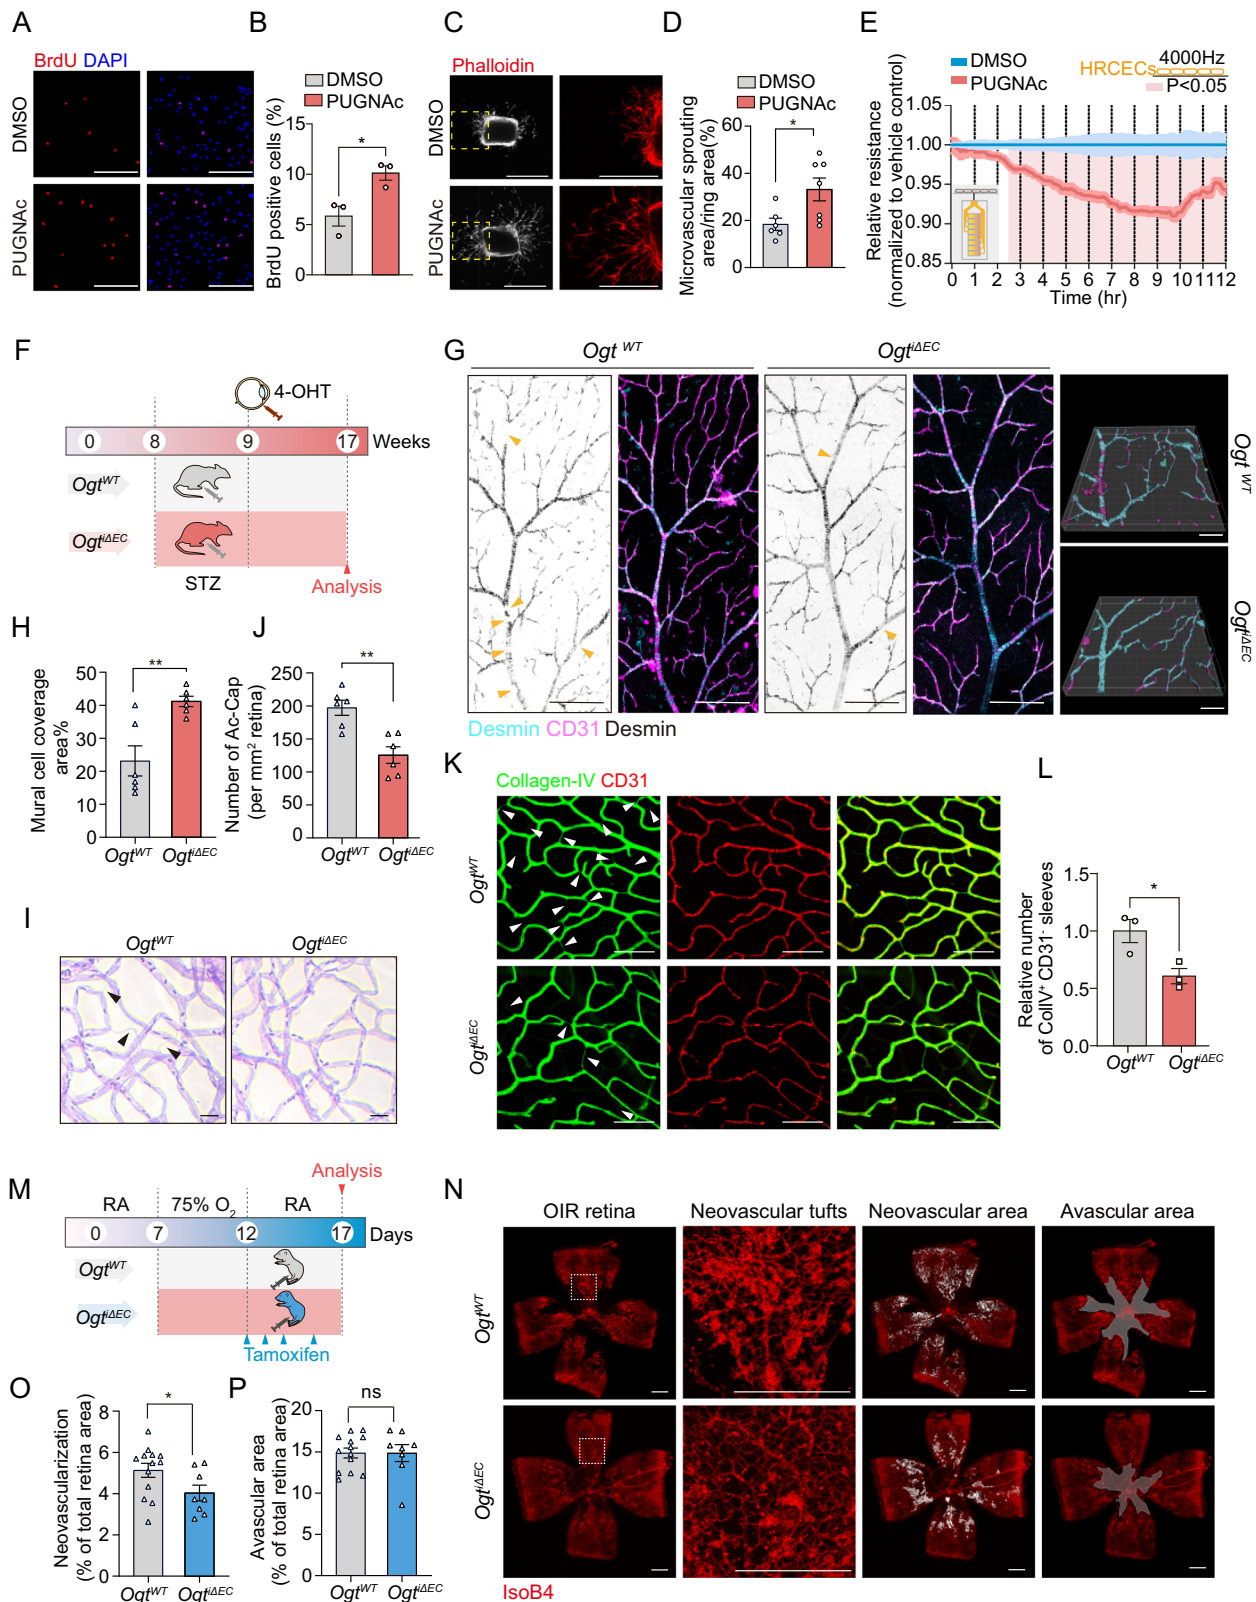 A
BrdU DAPI
DMSO
PUGNAc
B
DMSO
PUGNAc
BrdU positive cells (%)
15
10
5
0
*
C
Phalloidin
DMSO
PUGNAc
D
DMSO
PUGNAc
Microvascular sprouting
area/ring area(%)
60
40
20
0
*
E
DMSO
PUGNAc
HRCECs
4000Hz
P<0.05
Relative resistance
(normalized to vehicle control)
1.05
1.00
0.95
0.90
0.85
0 1 2 3 4 5 6 7 8 9 10 11 12
Time (hr)
F
4-OHT
0 8 9 17 Weeks
Ogt^WT
Ogt^iΔEC
STZ
Analysis
G
Ogt^WT
Ogt^iΔEC
Ogt^WT
Ogt^iΔEC
Desmin CD31 Desmin
H
Mural cell coverage
area%
50
40
30
20
10
0
**
Ogt^WT Ogt^iΔEC
J
Number of Ac-Cap
(per mm² retina)
200
150
100
50
0
**
Ogt^WT Ogt^iΔEC
I
Ogt^WT Ogt^iΔEC
K
Collagen-IV CD31
Ogt^WT
Ogt^iΔEC
L
Relative number
of CollV⁺ CD31⁻ sleeves
1.5
1.0
0.5
0.0
*
Ogt^WT Ogt^iΔEC
M
Analysis
RA 75% O₂ RA
0 7 12 17 Days
Ogt^WT
Ogt^iΔEC
Tamoxifen
N
OIR retina Neovascular tufts Neovascular area Avascular area
Ogt^WT
Ogt^iΔEC
IsoB4
O
Neovascularization
(% of total retina area)
8
6
4
2
0
*
Ogt^WT Ogt^iΔEC
P
Avascular area
(% of total retina area)
20
15
10
5
0
ns
Ogt^WT Ogt^iΔEC